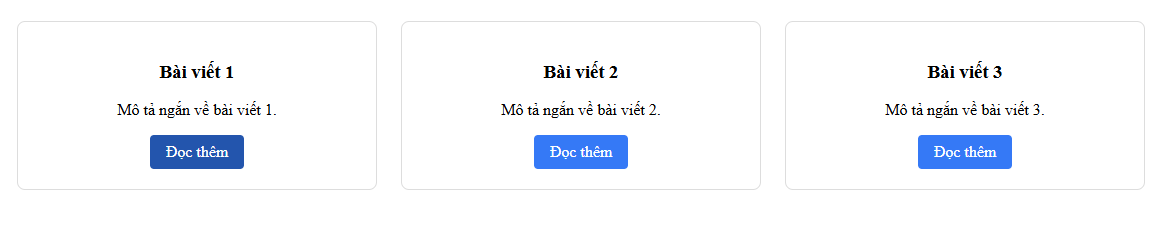 Bài viết 1
Mô tả ngắn về bài viết 1.
Đọc thêm
Bài viết 2
Mô tả ngắn về bài viết 2.
Đọc thêm
Bài viết 3
Mô tả ngắn về bài viết 3.
Đọc thêm